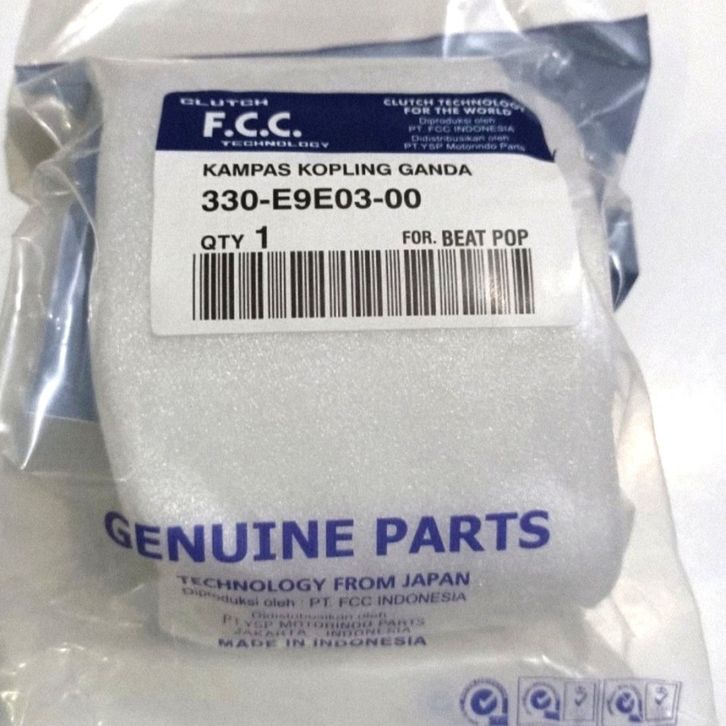 CLUTCH
F.C.C.
TECHNOLOGY
CLUTCH TECHNOLOGY
FOR THE WORLD
Diproduksi oleh
PT. FCC INDONESIA
Didistribusikan oleh
PT.YSP Motorindo Parts
KAMPAS KOPLING GANDA
330-E9E03-00
QTY 1
FOR. BEAT POP
GENUINE PARTS
TECHNOLOGY FROM JAPAN
Diproduksi oleh : PT. FCC INDONESIA
Didistribusikan oleh :
PT.YSP MOTORINDO PARTS
JAKARTA - INDONESIA
MADE IN INDONESIA